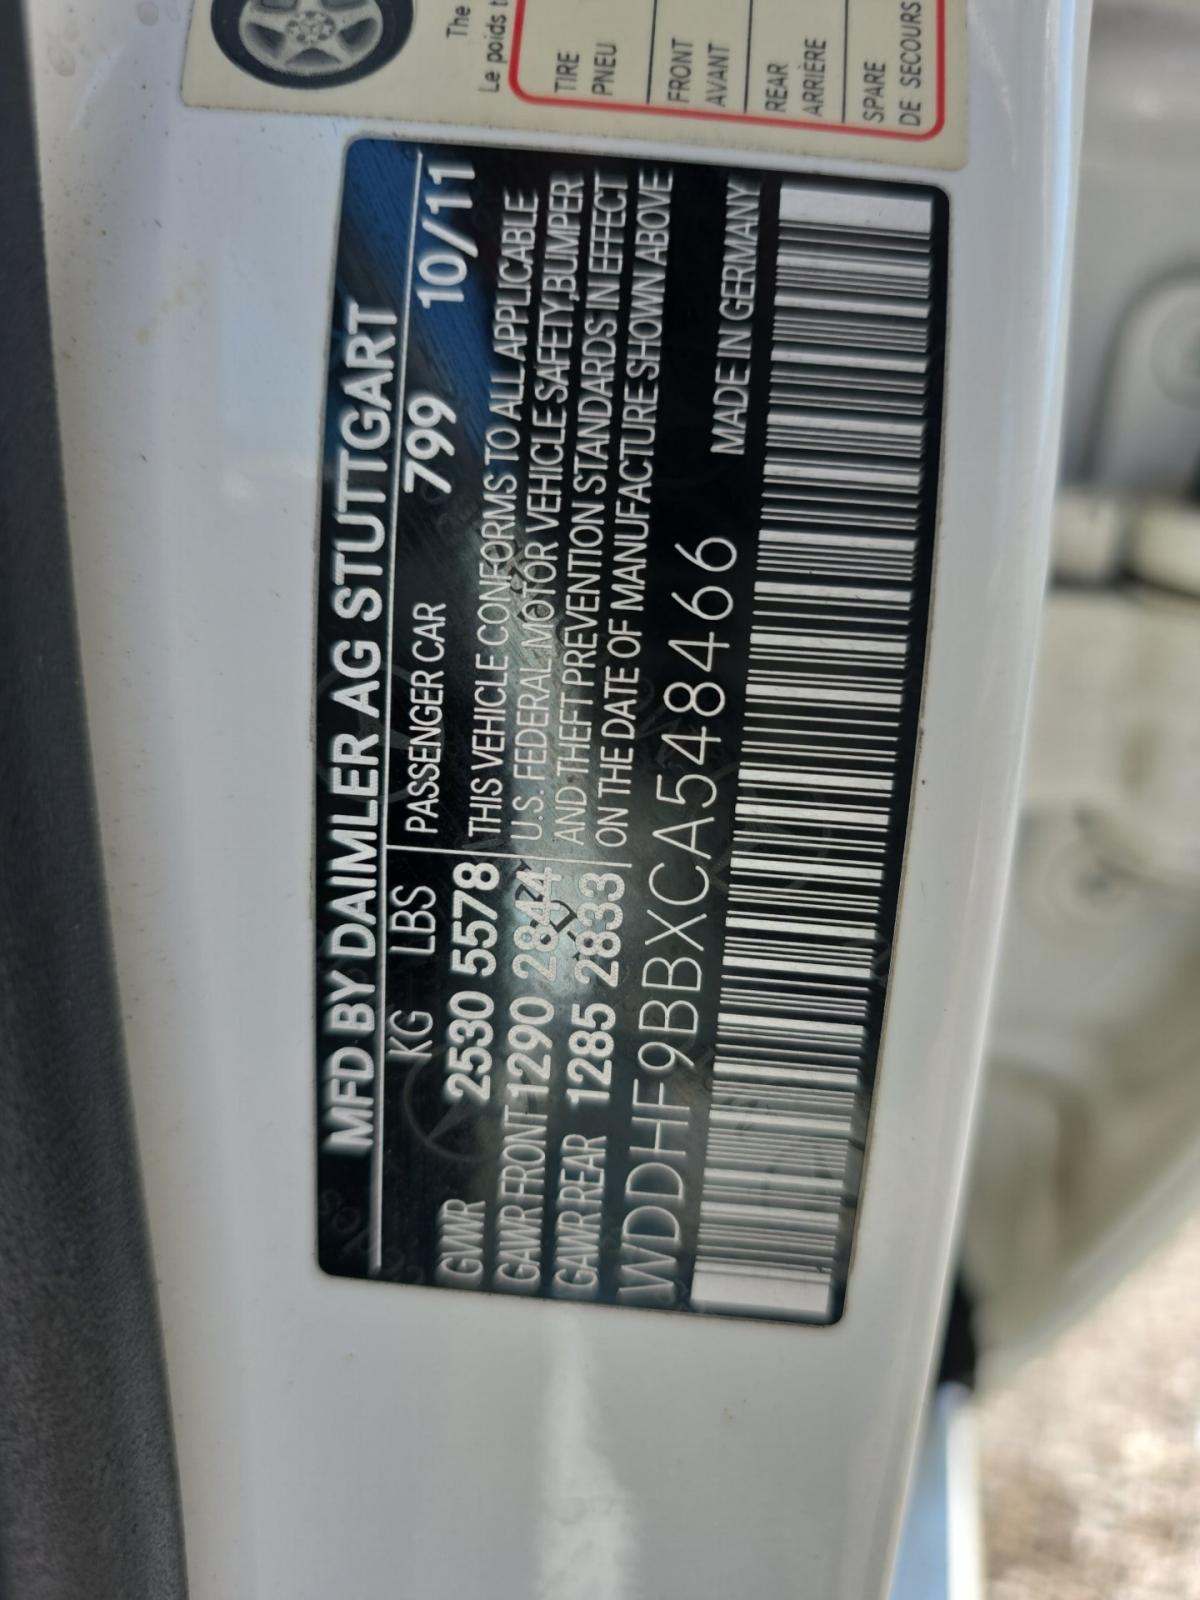 The
Le poids
TIRE
PNEU
FRONT
AVANT
REAR
ARRIERE
SPARE
DE SECOURS
MFD BY DAIMLER AG STUTTGART
KG LBS PASSENGER CAR 799 10/11
GVWR 2530 5578 THIS VEHICLE CONFORMS TO ALL APPLICABLE
GAWR FRONT 1290 2844 U.S. FEDERAL MOTOR VEHICLE SAFETY,BUMPER
GAWR REAR 1285 2833 AND THEFT PREVENTION STANDARDS IN EFFECT
ON THE DATE OF MANUFACTURE SHOWN ABOVE
WDDHF9BBXCA548466 MADE IN GERMANY